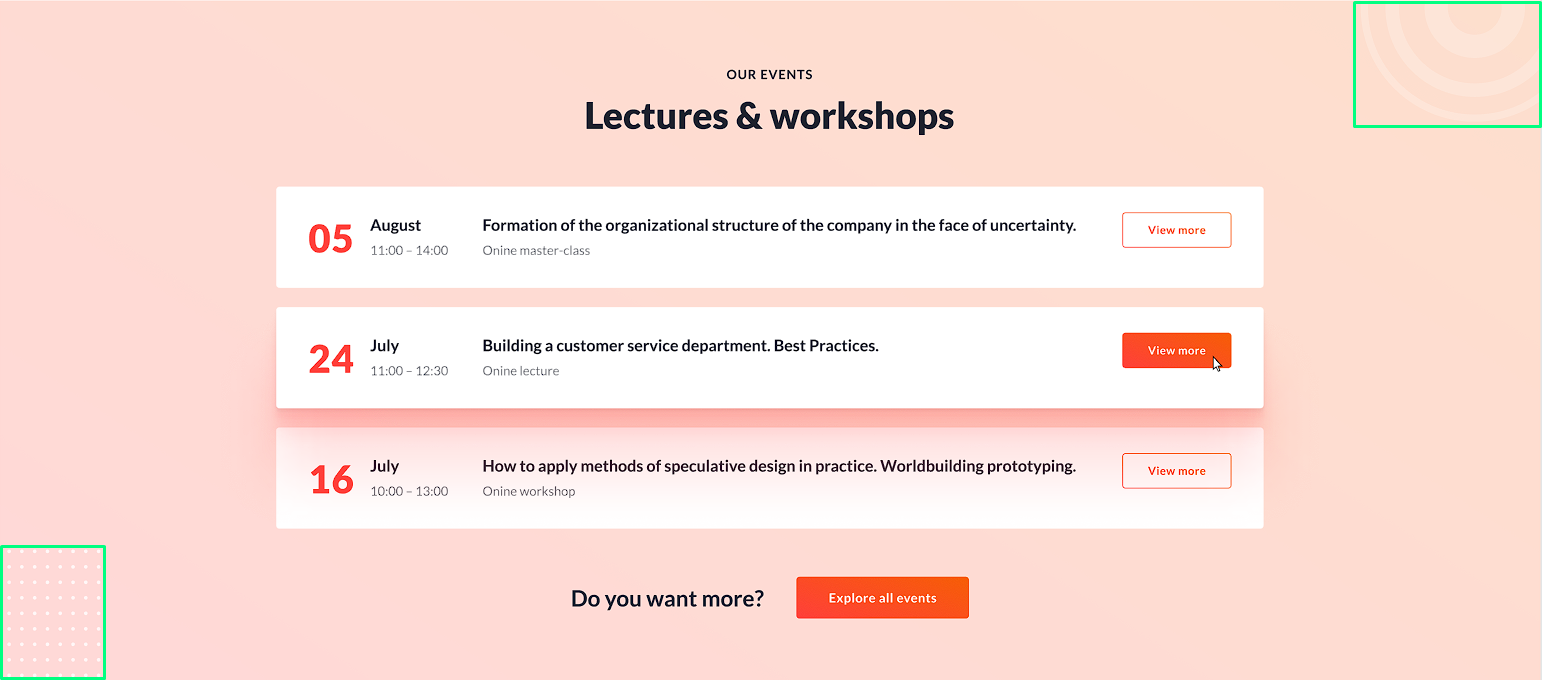 OUR EVENTS
Lectures & workshops
05
August
11:00 – 14:00
Formation of the organizational structure of the company in the face of uncertainty.
Onine master-class
View more
24
July
11:00 – 12:30
Building a customer service department. Best Practices.
Onine lecture
View more
16
July
10:00 – 13:00
How to apply methods of speculative design in practice. Worldbuilding prototyping.
Onine workshop
View more
Do you want more?
Explore all events